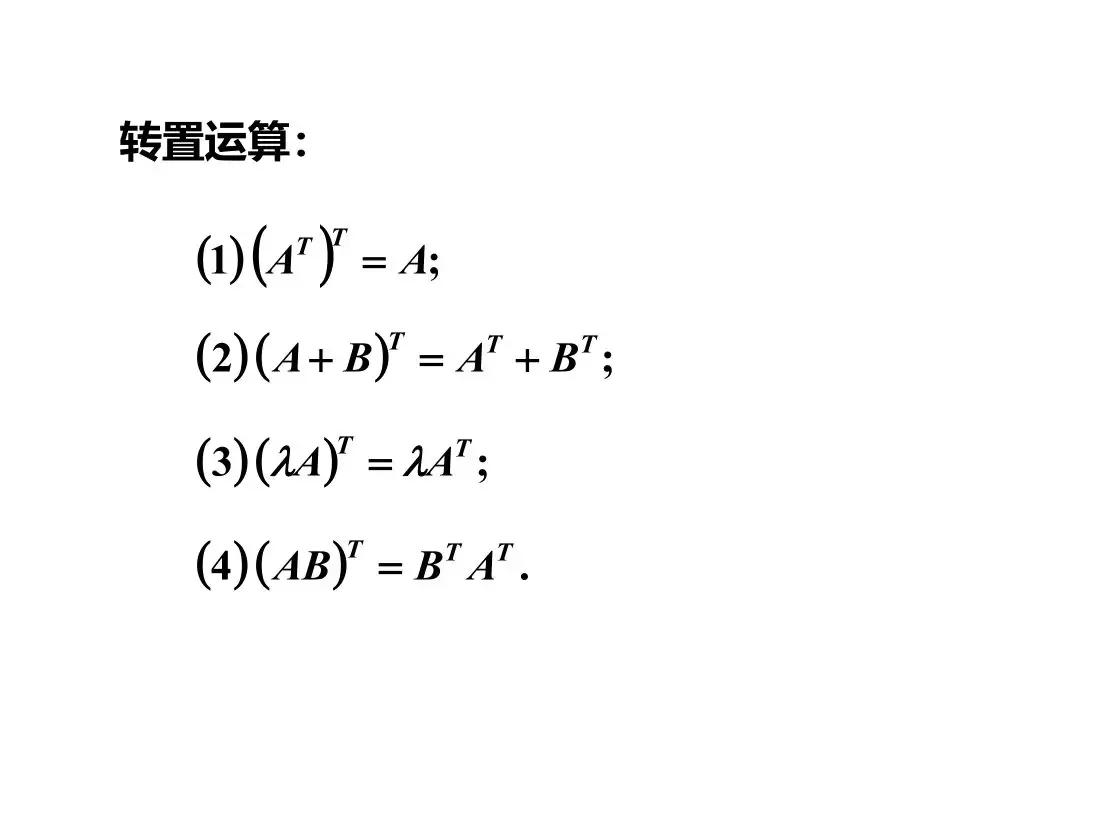 转置运算：
(1)(A^T)^T = A;
(2)(A + B)^T = A^T + B^T;
(3)(λA)^T = λA^T;
(4)(AB)^T = B^T A^T.